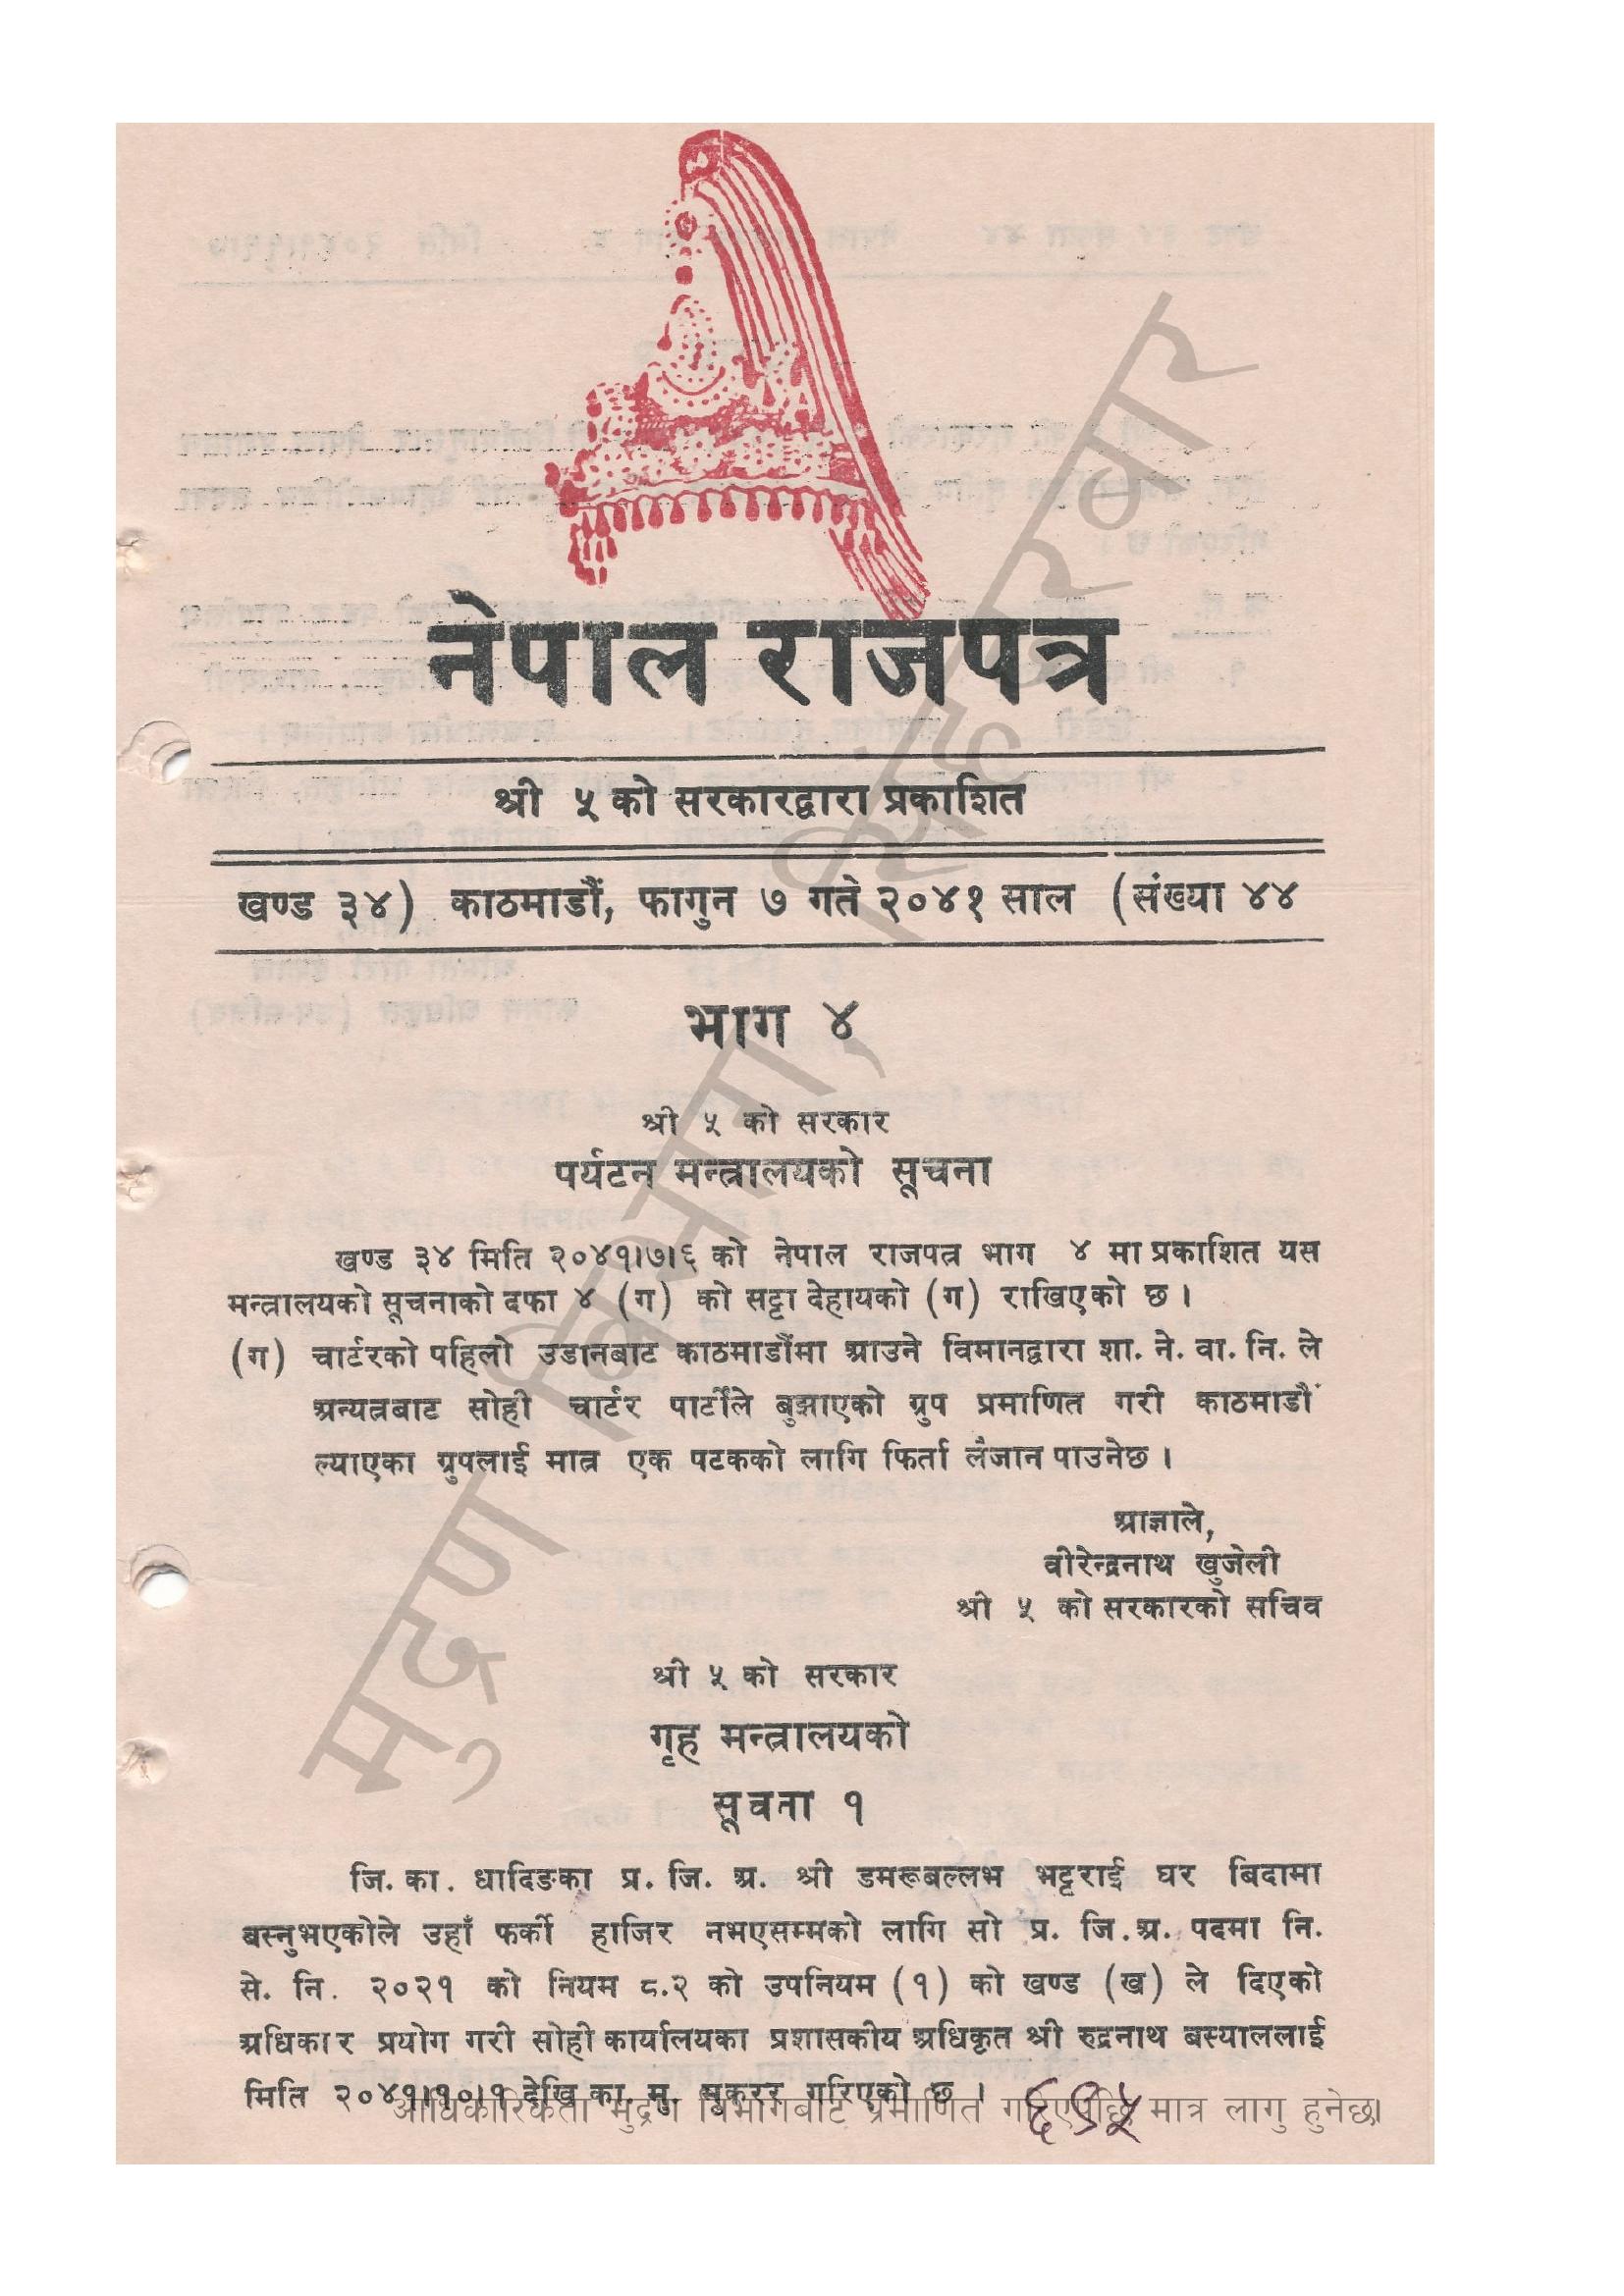 नेपाल राजपत्र
श्री ५ को सरकारद्वारा प्रकाशित
खण्ड ३४) काठमाडौं, फागुन ७ गते २०४१ साल (संख्या ४४
भाग ४
श्री ५ को सरकार
पर्यटन मन्त्रालयको सूचना
खण्ड ३४ मिति २०४१।७।६ को नेपाल राजपत्र भाग ४ मा प्रकाशित यस
मन्त्रालयको सूचनाको दफा ४ (ग) को सट्टा देहायको (ग) राखिएको छ ।
(ग) चार्टरको पहिलो उडानबाट काठमाडौंमा आउने विमानद्वारा शा. ने. वा. नि. ले
अन्यत्रबाट सोही चार्टर पार्टीले बुझाएको ग्रुप प्रमाणित गरी काठमाडौं
ल्याएका ग्रुपलाई मात्र एक पटकको लागि फिर्ता लैजान पाउनेछ ।
आज्ञाले,
वीरेन्द्रनाथ खुजेली
श्री ५ को सरकारको सचिव
श्री ५ को सरकार
गृह मन्त्रालयको
सूचना १
जि. का. धादिङका प्र. जि. अ. श्री डमरूबल्लभ भट्टराई घर बिदामा
बस्नुभएकोले उहाँ फर्की हाजिर नभएसम्मको लागि सो प्र. जि.अ. पदमा नि.
से. नि. २०२१ को नियम ८.२ को उपनियम (१) को खण्ड (ख) ले दिएको
अधिकार प्रयोग गरी सोही कार्यालयका प्रशासकीय अधिकृत श्री रुद्रनाथ बस्याललाई
मिति २०४१।१०।१ देखि का. मु. मुकरर गरिएको छ ।
आधिकारिकता मुद्रण विभागबाट प्रमाणित गरिएपछि मात्र लागु हुनेछ।
मुद्रण विभाग, सिंहदरबार